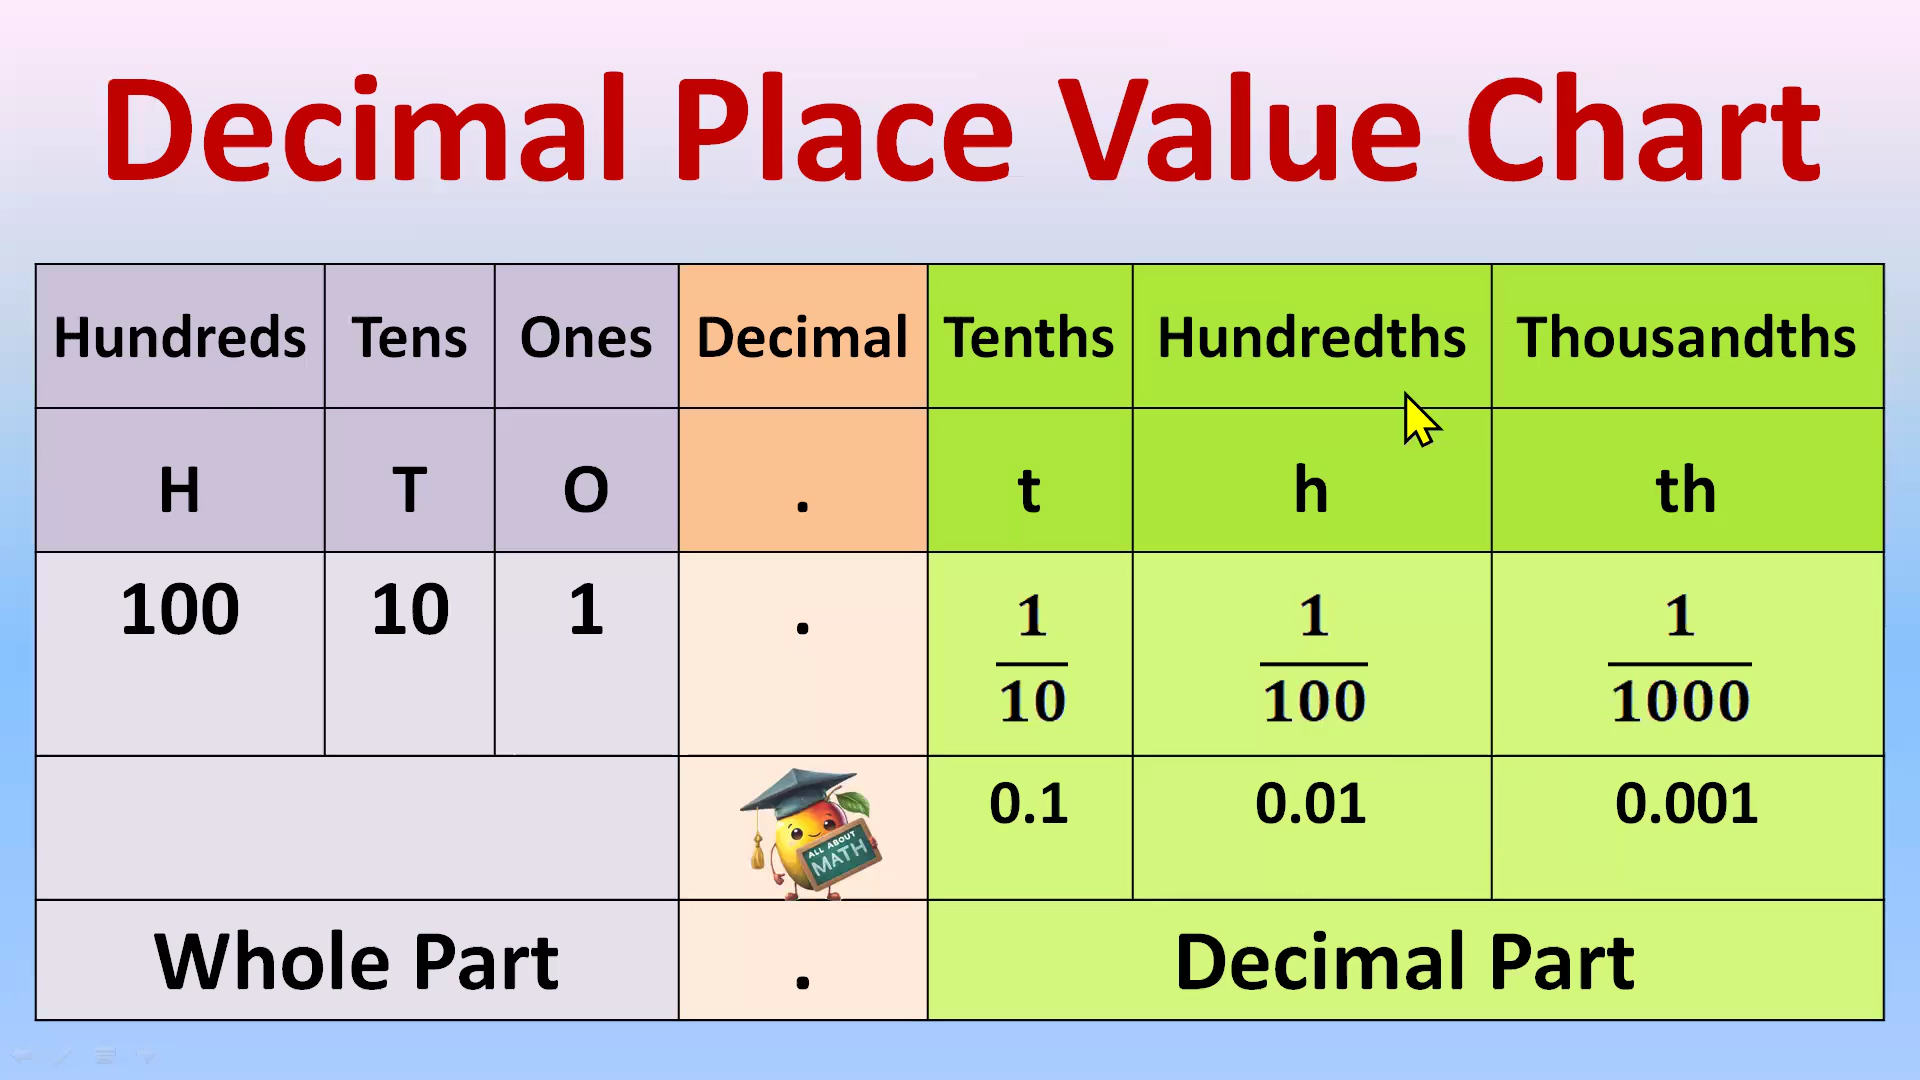 Decimal Place Value Chart
Hundreds Tens Ones Decimal Tenths Hundredths Thousandths
H T O . t h th
100 10 1 . 1/10 1/100 1/1000
ALL ABOUT
MATH
0.1 0.01 0.001
Whole Part . Decimal Part